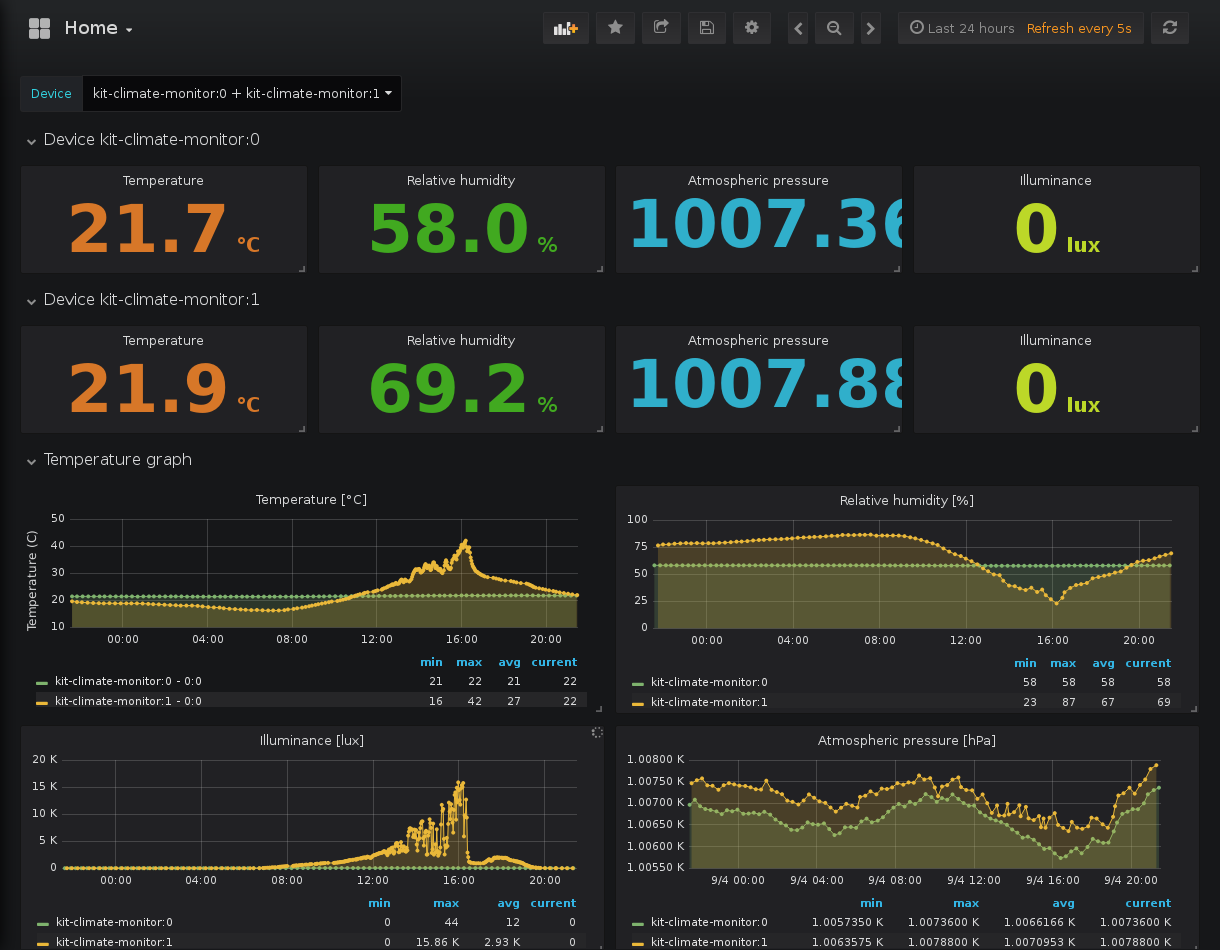 Home
Last 24 hours Refresh every 5s
Device kit-climate-monitor:0 + kit-climate-monitor:1
Device kit-climate-monitor:0
Temperature Relative humidity Atmospheric pressure Illuminance
21.7 °C 58.0 % 1007.36 0 lux
Device kit-climate-monitor:1
Temperature Relative humidity Atmospheric pressure Illuminance
21.9 °C 69.2 % 1007.88 0 lux
Temperature graph
Temperature [°C]
Temperature (C)
50
40
30
20
10
00:00 04:00 08:00 12:00 16:00 20:00
min max avg current
kit-climate-monitor:0 - 0:0 21 22 21 22
kit-climate-monitor:1 - 0:0 16 42 27 22
Relative humidity [%]
100
75
50
25
0
00:00 04:00 08:00 12:00 16:00 20:00
min max avg current
kit-climate-monitor:0 58 58 58 58
kit-climate-monitor:1 23 87 67 69
Illuminance [lux]
20 K
15 K
10 K
5 K
0
00:00 04:00 08:00 12:00 16:00 20:00
min max avg current
kit-climate-monitor:0 0 44 12 0
kit-climate-monitor:1 0 15.86 K 2.93 K 0
Atmospheric pressure [hPa]
1.00800 K
1.00750 K
1.00700 K
1.00650 K
1.00600 K
1.00550 K
9/4 00:00 9/4 04:00 9/4 08:00 9/4 12:00 9/4 16:00 9/4 20:00
min max avg current
kit-climate-monitor:0 1.0057350 K 1.0073600 K 1.0066166 K 1.0073600 K
kit-climate-monitor:1 1.0063575 K 1.0078800 K 1.0070953 K 1.0078800 K